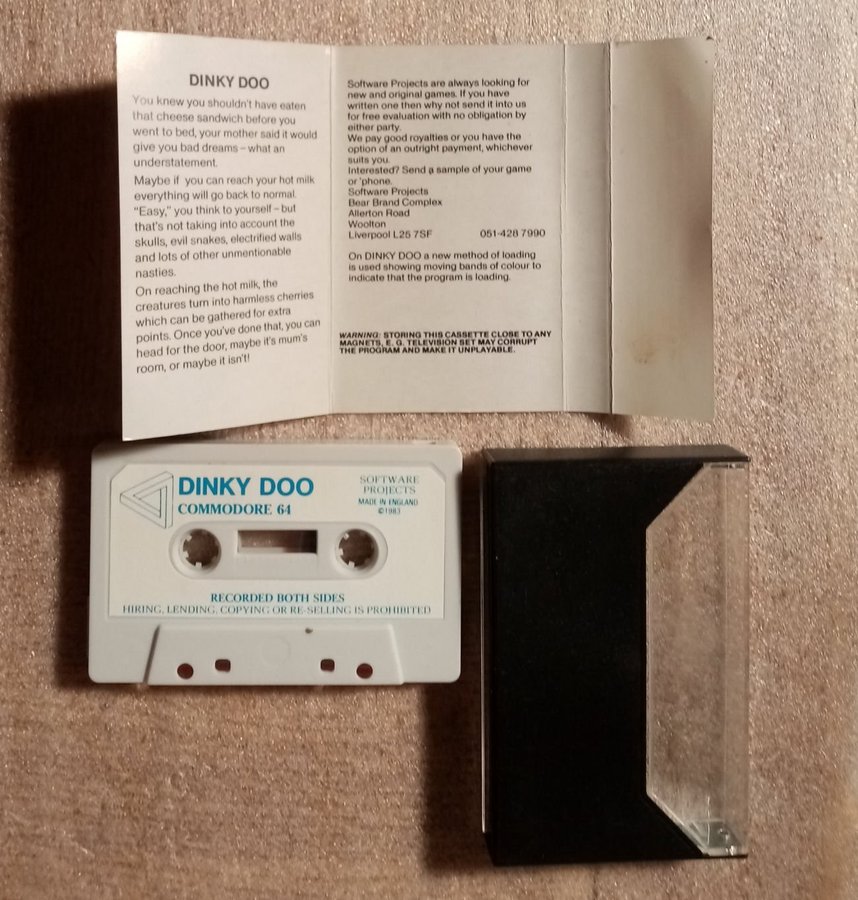 DINKY DOO
You knew you shouldn't have eaten
that cheese sandwich before you
went to bed, your mother said it would
give you bad dreams – what an
understatement.
Maybe if you can reach your hot milk
everything will go back to normal.
"Easy," you think to yourself – but
that's not taking into account the
skulls, evil snakes, electrified walls
and lots of other unmentionable
nasties.
On reaching the hot milk, the
creatures turn into harmless cherries
which can be gathered for extra
points. Once you've done that, you can
head for the door, maybe it's mum's
room, or maybe it isn't!
Software Projects are always looking for
new and original games. If you have
written one then why not send it into us
for free evaluation with no obligation by
either party.
We pay good royalties or you have the
option of an outright payment, whichever
suits you.
Interested? Send a sample of your game
or 'phone.
Software Projects
Bear Brand Complex
Allerton Road
Woolton
Liverpool L25 7SF 051-428 7990
On DINKY DOO a new method of loading
is used showing moving bands of colour to
indicate that the program is loading.
WARNING: STORING THIS CASSETTE CLOSE TO ANY
MAGNETS, E. G. TELEVISION SET MAY CORRUPT
THE PROGRAM AND MAKE IT UNPLAYABLE.
DINKY DOO
COMMODORE 64
SOFTWARE
PROJECTS
MADE IN ENGLAND
©1983
RECORDED BOTH SIDES
HIRING, LENDING, COPYING OR RE-SELLING IS PROHIBITED